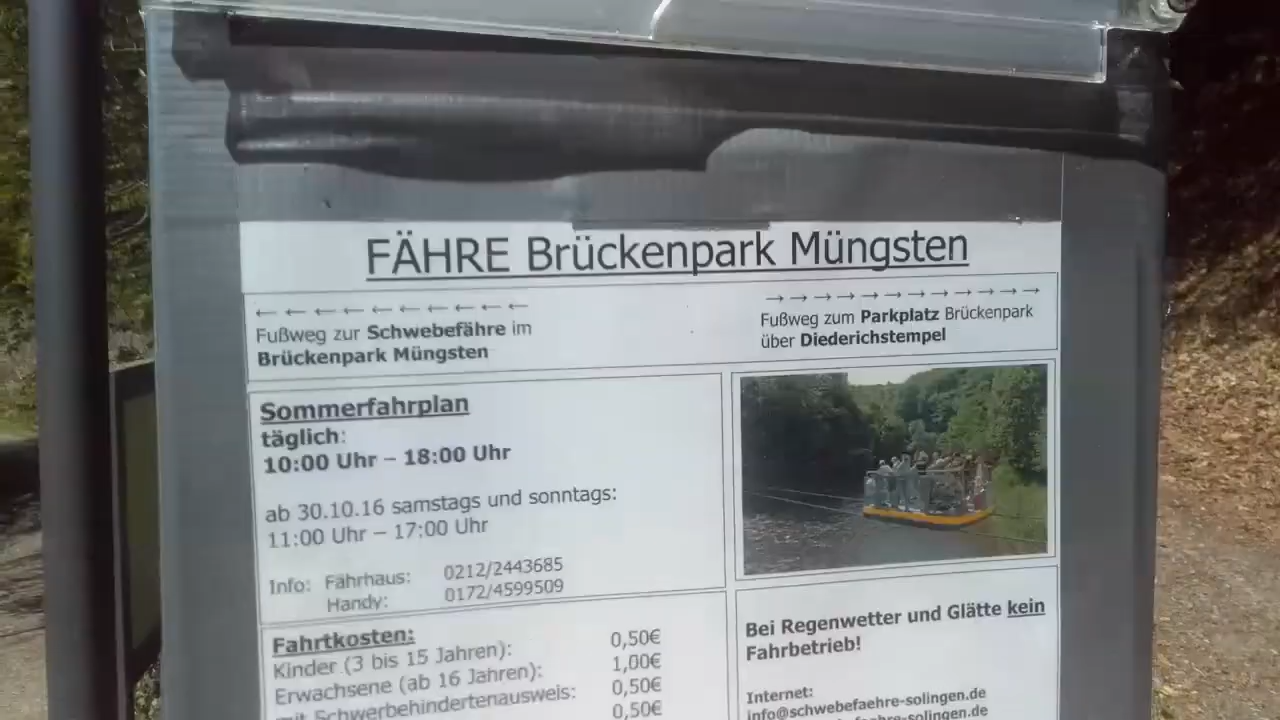 FÄHRE Brückenpark Müngsten
← ← ← ← ← ← ← ← ← ←
Fußweg zur Schwebefähre im
Brückenpark Müngsten
→ → → → → → → → → → → →
Fußweg zum Parkplatz Brückenpark
über Diederichstempel
Sommerfahrplan
täglich:
10:00 Uhr – 18:00 Uhr
ab 30.10.16 samstags und sonntags:
11:00 Uhr – 17:00 Uhr
Info: Fährhaus: 0212/2443685
Handy: 0172/4599509
Fahrtkosten:
Kinder (3 bis 15 Jahren): 0,50€
Erwachsene (ab 16 Jahren): 1,00€
mit Schwerbehindertenausweis: 0,50€
0,50€
Bei Regenwetter und Glätte kein
Fahrbetrieb!
Internet:
info@schwebefaehre-solingen.de